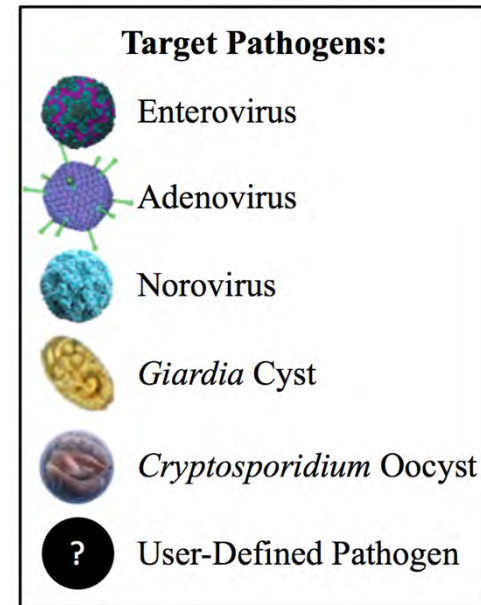 Target Pathogens:
Enterovirus
Adenovirus
Norovirus
Giardia Cyst
Cryptosporidium Oocyst
?
User-Defined Pathogen